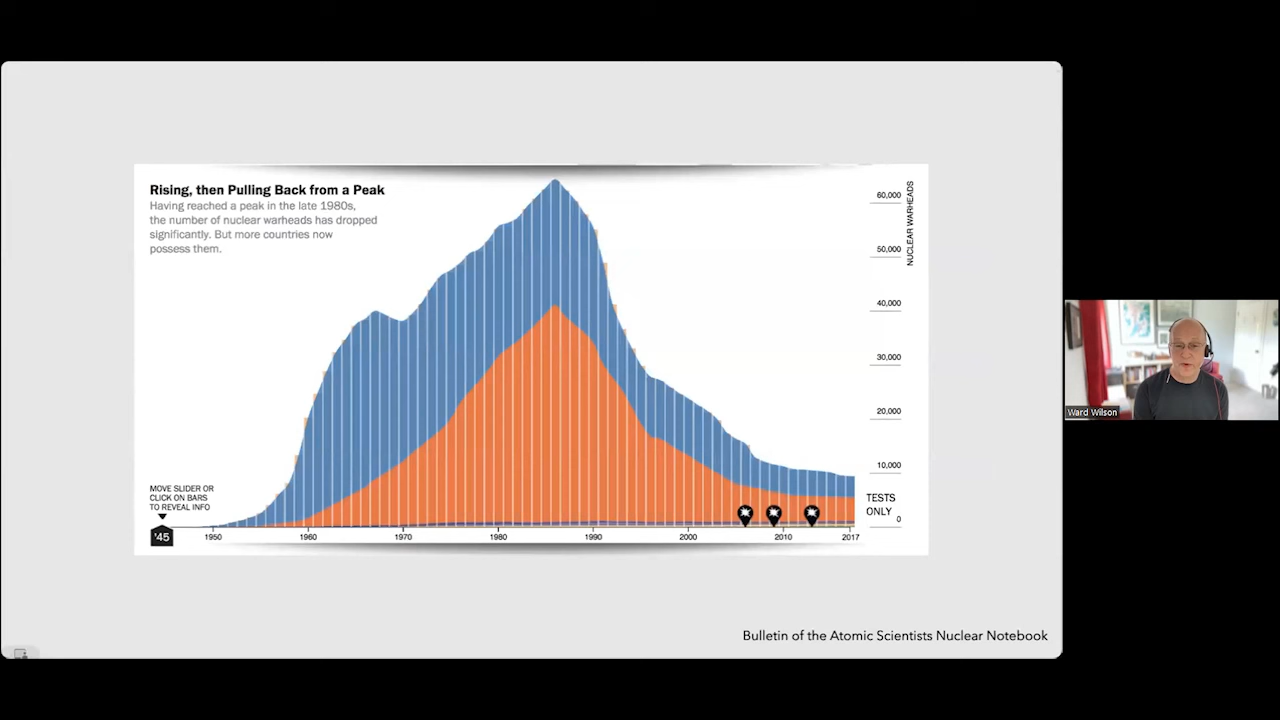 Rising, then Pulling Back from a Peak
Having reached a peak in the late 1980s,
the number of nuclear warheads has dropped
significantly. But more countries now
possess them.
60,000
50,000
40,000
30,000
20,000
10,000
0
NUCLEAR WARHEADS
TESTS
ONLY
MOVE SLIDER OR
CLICK ON BARS
TO REVEAL INFO
'45
1950
1960
1970
1980
1990
2000
2010
2017
Bulletin of the Atomic Scientists Nuclear Notebook
Ward Wilson